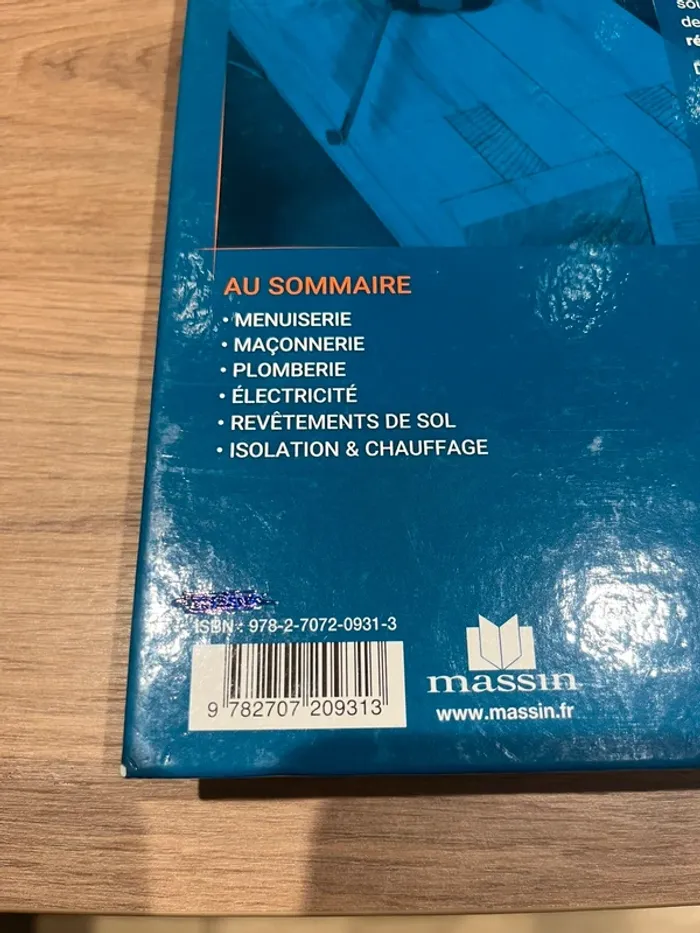 AU SOMMAIRE
• MENUISERIE
• MAÇONNERIE
• PLOMBERIE
• ÉLECTRICITÉ
• REVÊTEMENTS DE SOL
• ISOLATION & CHAUFFAGE
ISBN : 978-2-7072-0931-3
9 782707 209313
massin
www.massin.fr